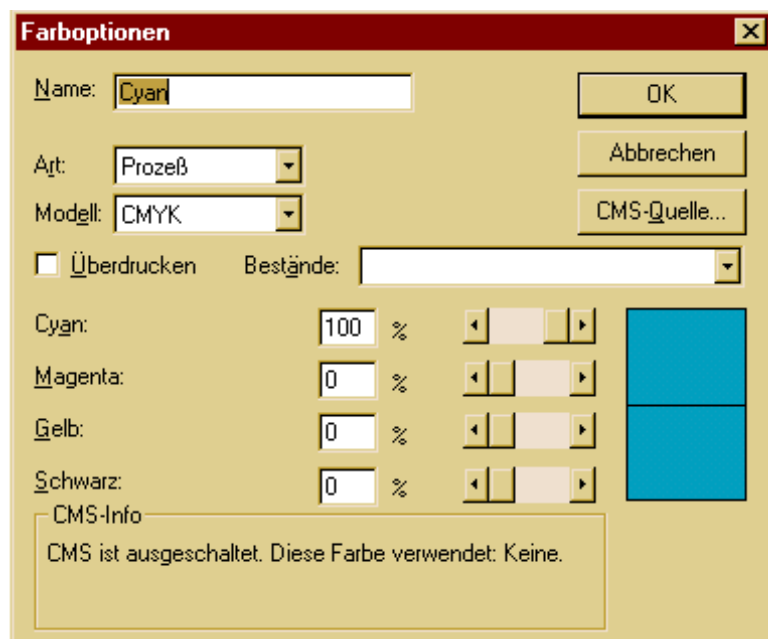 Farboptionen
Name: Cyan OK
Art: Prozeß Abbrechen
Modell: CMYK CMS-Quelle...
Überdrucken Bestände:
Cyan: 100 %
Magenta: 0 %
Gelb: 0 %
Schwarz: 0 %
CMS-Info
CMS ist ausgeschaltet. Diese Farbe verwendet: Keine.